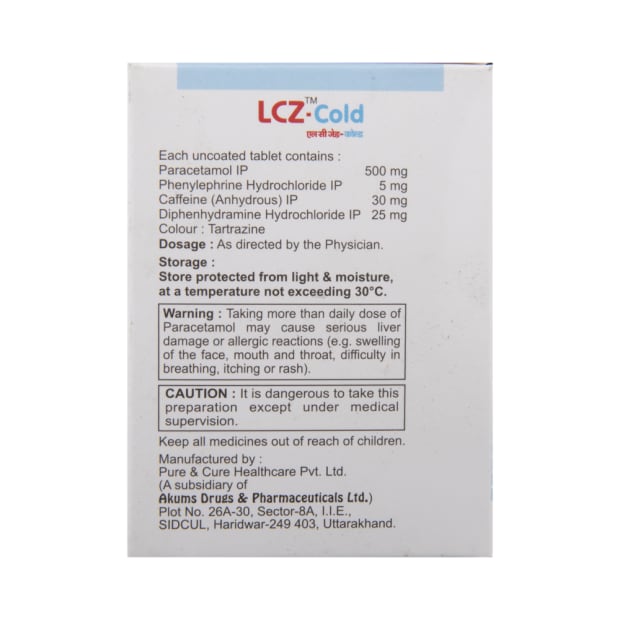 LCZ™-Cold
एल सी जेड-कोल्ड
Each uncoated tablet contains :
Paracetamol IP 500 mg
Phenylephrine Hydrochloride IP 5 mg
Caffeine (Anhydrous) IP 30 mg
Diphenhydramine Hydrochloride IP 25 mg
Colour : Tartrazine
Dosage : As directed by the Physician.
Storage :
Store protected from light & moisture,
at a temperature not exceeding 30°C.
Warning : Taking more than daily dose of
Paracetamol may cause serious liver
damage or allergic reactions (e.g. swelling
of the face, mouth and throat, difficulty in
breathing, itching or rash).
CAUTION : It is dangerous to take this
preparation except under medical
supervision.
Keep all medicines out of reach of children.
Manufactured by :
Pure & Cure Healthcare Pvt. Ltd.
(A subsidiary of
Akums Drugs & Pharmaceuticals Ltd.)
Plot No. 26A-30, Sector-8A, I.I.E.,
SIDCUL, Haridwar-249 403, Uttarakhand.